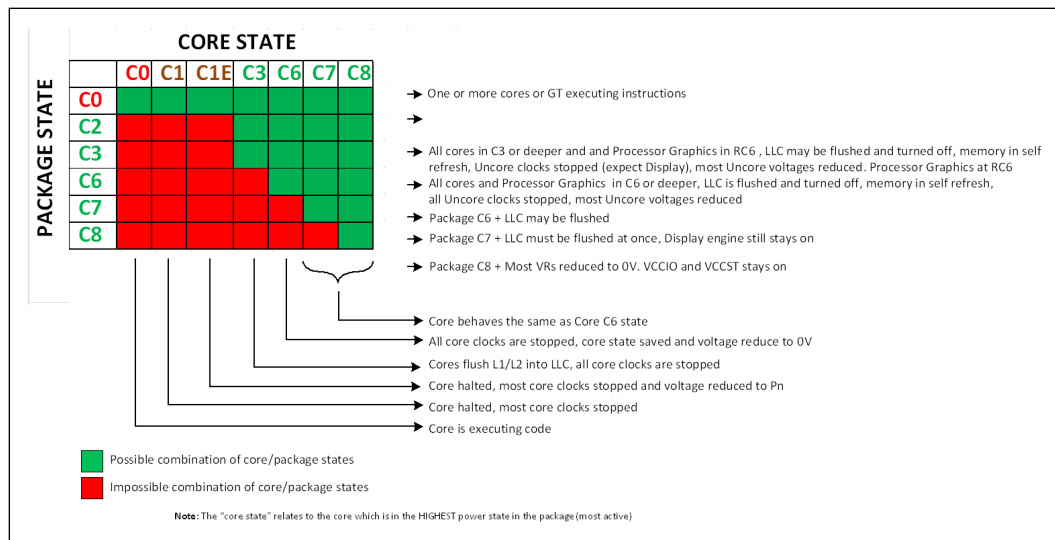 CORE STATE
PACKAGE STATE
C0 C1 C1E C3 C6 C7 C8
C0
C2
C3
C6
C7
C8
One or more cores or GT executing instructions
All cores in C3 or deeper and and Processor Graphics in RC6 , LLC may be flushed and turned off, memory in self
refresh, Uncore clocks stopped (expect Display), most Uncore voltages reduced. Processor Graphics at RC6
All cores and Processor Graphics in C6 or deeper, LLC is flushed and turned off, memory in self refresh,
all Uncore clocks stopped, most Uncore voltages reduced
Package C6 + LLC may be flushed
Package C7 + LLC must be flushed at once, Display engine still stays on
Package C8 + Most VRs reduced to 0V. VCCIO and VCCST stays on
Core behaves the same as Core C6 state
All core clocks are stopped, core state saved and voltage reduce to 0V
Cores flush L1/L2 into LLC, all core clocks are stopped
Core halted, most core clocks stopped and voltage reduced to Pn
Core halted, most core clocks stopped
Core is executing code
Possible combination of core/package states
Impossible combination of core/package states
Note: The “core state” relates to the core which is in the HIGHEST power state in the package (most active)